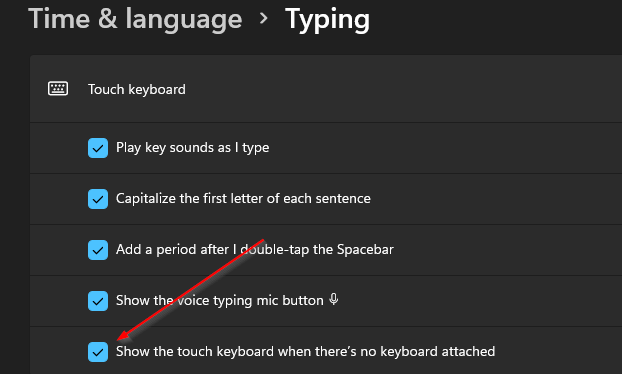 Time & language > Typing
Touch keyboard
Play key sounds as I type
Capitalize the first letter of each sentence
Add a period after I double-tap the Spacebar
Show the voice typing mic button
Show the touch keyboard when there's no keyboard attached